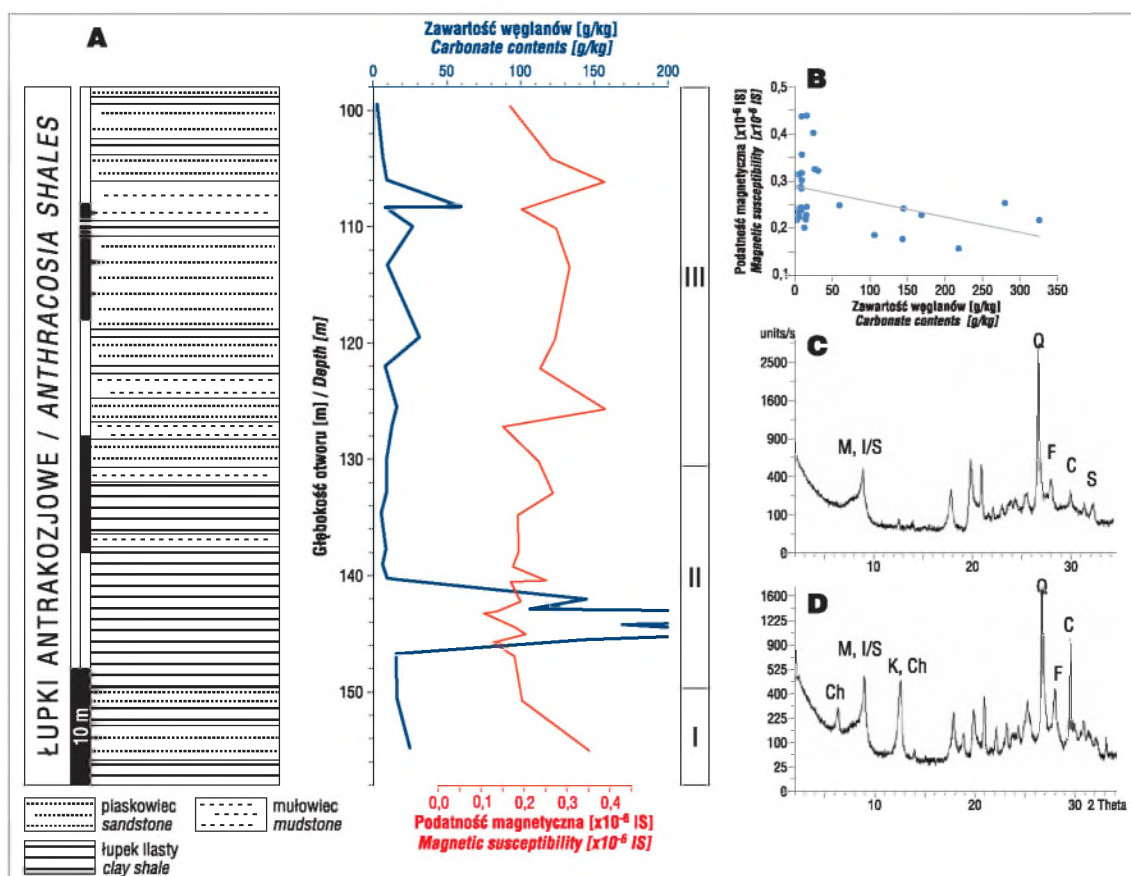 A
Zawartość węglanów [g/kg]
Carbonate contents [g/kg]
0 50 100 150 200
ŁUPKI ANTRAKOZJOWE / ANTHRACOSIA SHALES
10 m
Głębokość otworu [m] / Depth [m]
100
110
120
130
140
150
III
II
I
0,0 0,1 0,2 0,3 0,4
Podatność magnetyczna [x10⁻⁶ IS]
Magnetic susceptibility [x10⁻⁶ IS]
piaskowiec
sandstone
mułowiec
mudstone
łupek ilasty
clay shale
B
Podatność magnetyczna [x10⁻⁶ IS]
Magnetic susceptibility [x10⁻⁶ IS]
0,5
0,4
0,3
0,2
0,1
0 50 100 150 200 250 300 350
Zawartość węglanów [g/kg]
Carbonate contents [g/kg]
C
units/s
2500
1600
900
400
100
0
M, I/S
Q
F
C
S
10 20 30
D
1600
1225
900
625
400
225
100
25
0
Ch
M, I/S
K, Ch
Q
F
C
10 20 30 2 Theta